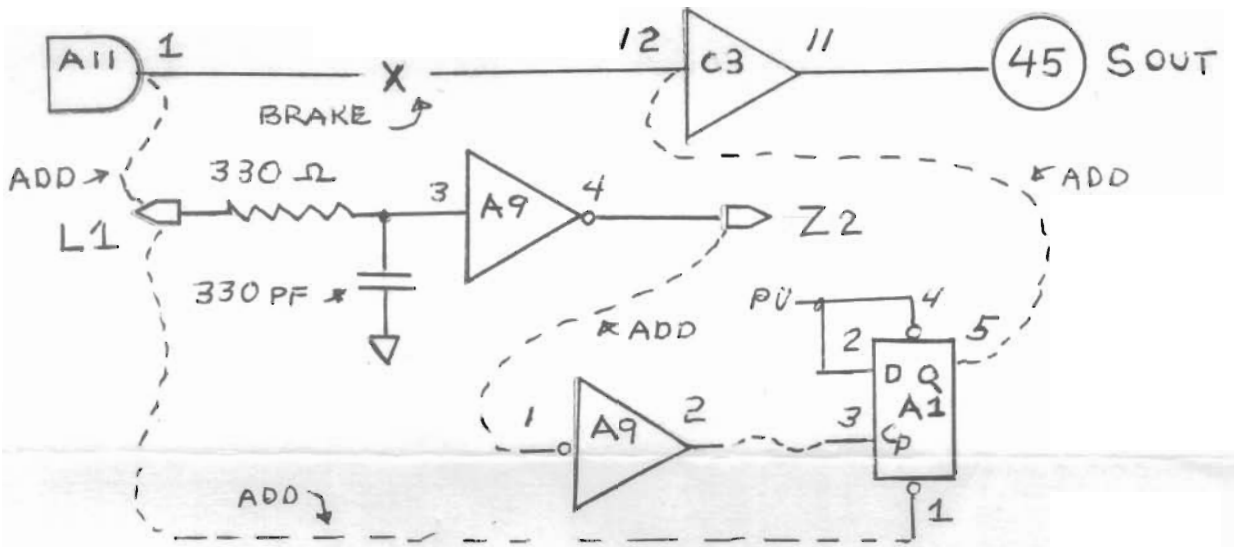 A11 1 12 C3 11 45 SOUT
X
BRAKE
ADD 330 Ω 3 A9 4 ADD
L1 Z2
330 PF * PU 4
ADD 2 5
D Q
1 A9 2 3 A1
Cp
ADD 1